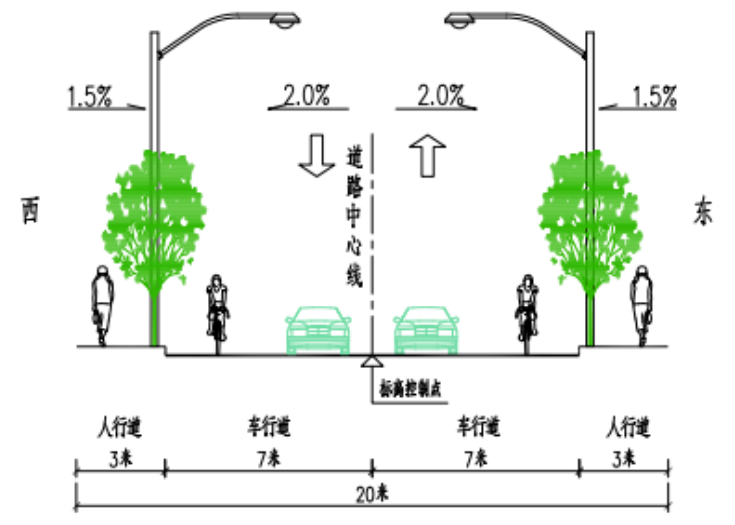 1.5%
2.0%
2.0%
1.5%
道路中心线
西
东
标高控制点
人行道
车行道
车行道
人行道
3米
7米
7米
3米
20米